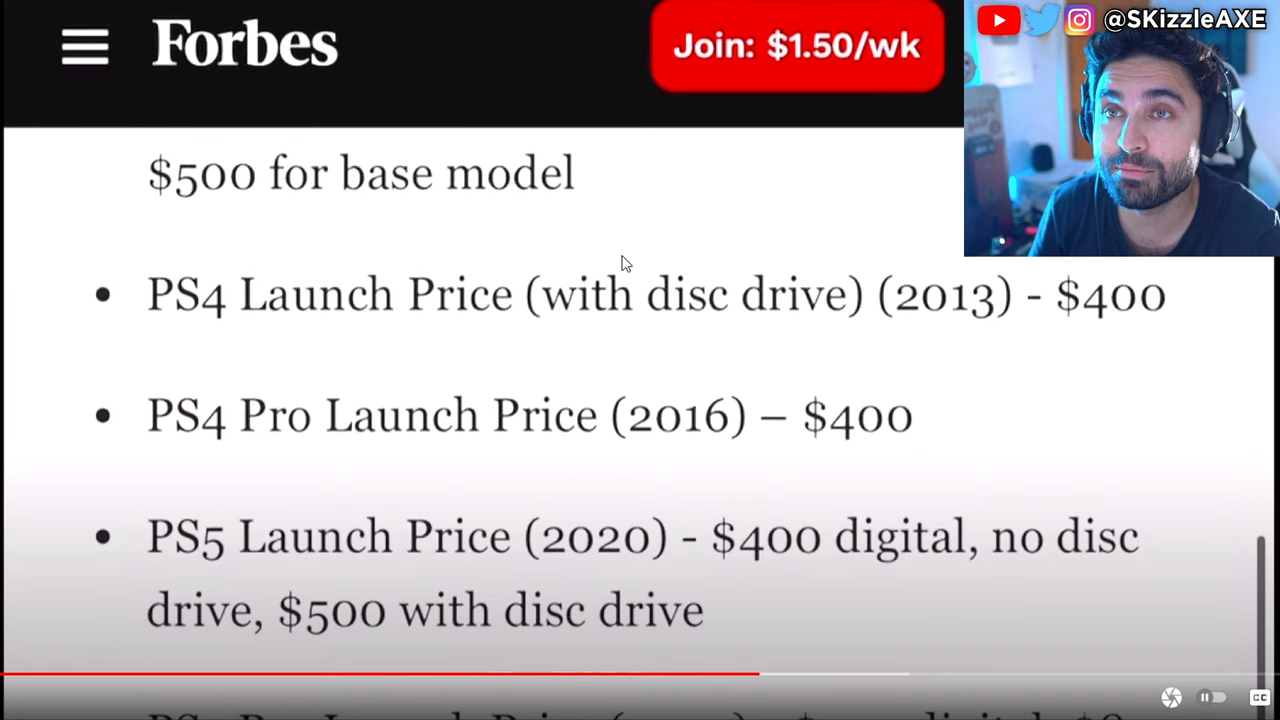 Forbes
Join: $1.50/wk
@SKizzleAXE
$500 for base model
• PS4 Launch Price (with disc drive) (2013) - $400
• PS4 Pro Launch Price (2016) – $400
• PS5 Launch Price (2020) - $400 digital, no disc
drive, $500 with disc drive
CC